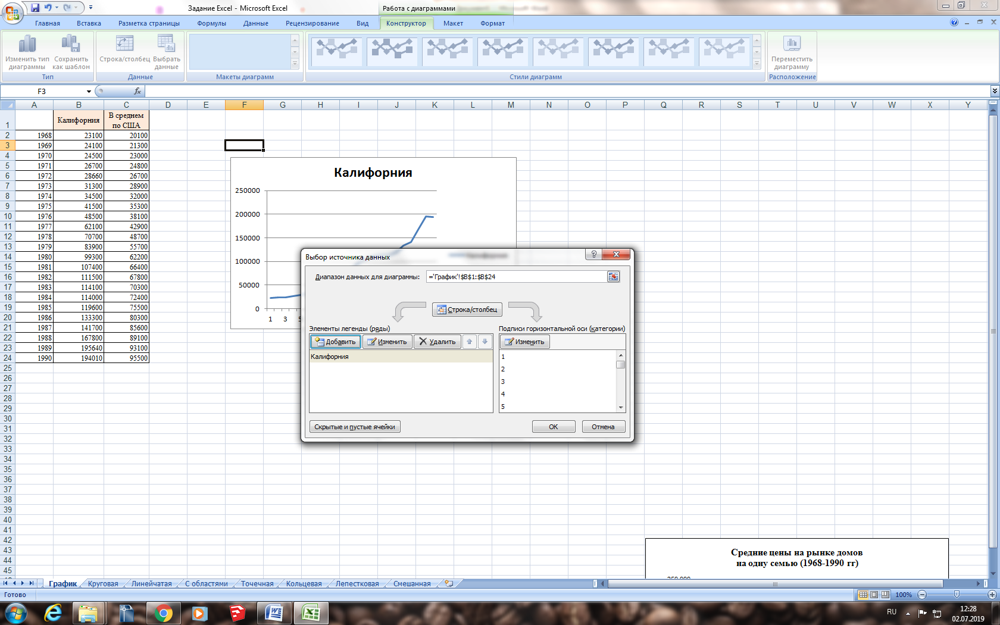 Задание Excel - Microsoft Excel
Работа с диаграммами
Главная Вставка Разметка страницы Формулы Данные Рецензирование Вид Конструктор Макет Формат
Изменить тип диаграммы
Сохранить как шаблон
Строка/столбец
Выбрать данные
Переместить диаграмму
Тип Данные Макеты диаграмм Стили диаграмм Расположение
F3 fx
A B C D E F G H I J K L M N O P Q R S T U V W X Y
1 Калифорния В среднем по США
2 1968 23100 20100
3 1969 24100 21300
4 1970 24500 23000
5 1971 26700 24800
6 1972 28660 26700
7 1973 31300 28900
8 1974 34500 32000
9 1975 41500 35300
10 1976 48500 38100
11 1977 62100 42900
12 1978 70700 48700
13 1979 83900 55700
14 1980 99300 62200
15 1981 107400 66400
16 1982 111500 67800
17 1983 114100 70300
18 1984 114000 72400
19 1985 119600 75500
20 1986 133300 80300
21 1987 141700 85600
22 1988 167800 89100
23 1989 195640 93100
24 1990 194010 95500
25
26
27
28
29
30
31
32
33
34
35
36
37
38
39
40
41
42
43
44
45
Калифорния
250000
200000
150000
100000
50000
0
1 3
Выбор источника данных
?
Диапазон данных для диаграммы: ='График'!$B$1:$B$24
Строка/столбец
Элементы легенды (ряды)
Добавить Изменить Удалить
Калифорния
Подписи горизонтальной оси (категории)
Изменить
1
2
3
4
5
Скрытые и пустые ячейки
OK Отмена
Средние цены на рынке домов
на одну семью (1968-1990 гг)
График Круговая Линейчатая С областями Точечная Кольцевая Лепестковая Смешанная
Готово 100%
RU
12:28
02.07.2019